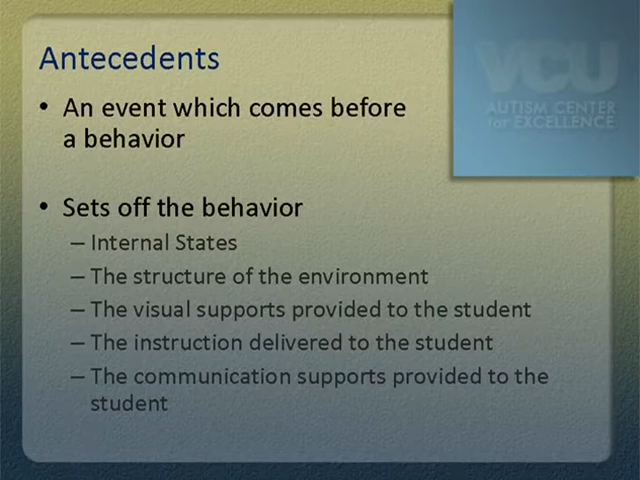 Antecedents
VCU
AUTISM CENTER
for EXCELLENCE
• An event which comes before
a behavior
• Sets off the behavior
– Internal States
– The structure of the environment
– The visual supports provided to the student
– The instruction delivered to the student
– The communication supports provided to the
student